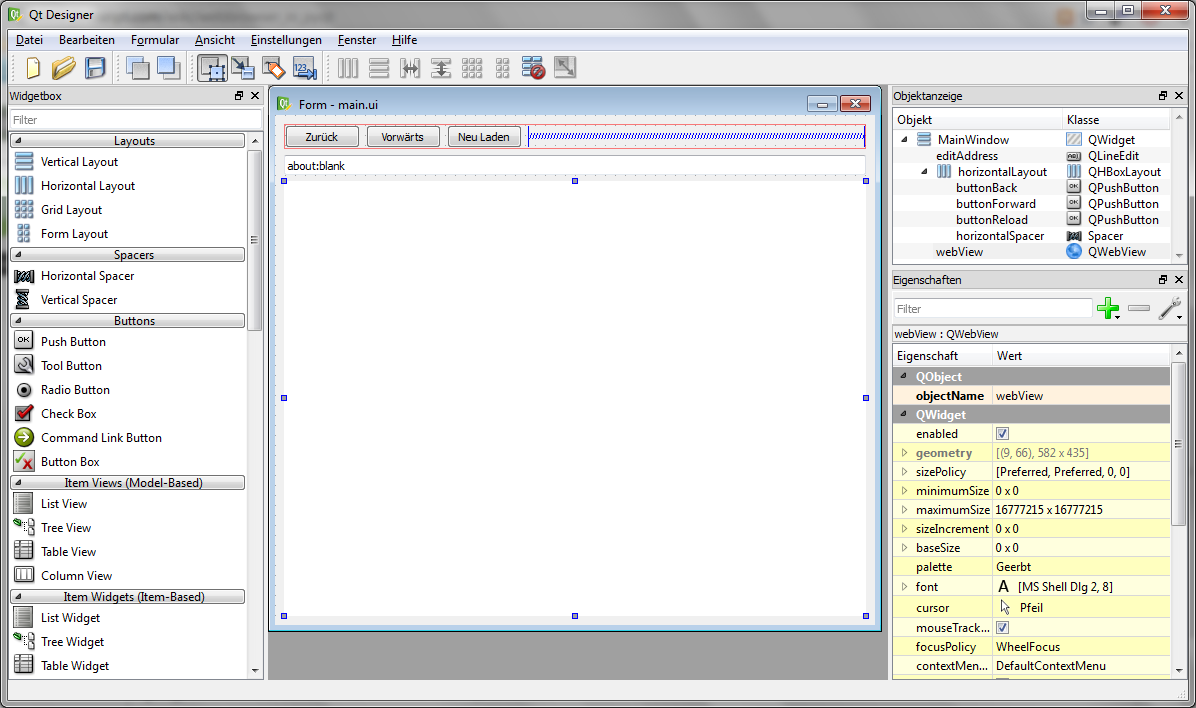 Qt Designer
Datei Bearbeiten Formular Ansicht Einstellungen Fenster Hilfe
Widgetbox
Filter
Layouts
Vertical Layout
Horizontal Layout
Grid Layout
Form Layout
Spacers
Horizontal Spacer
Vertical Spacer
Buttons
Push Button
Tool Button
Radio Button
Check Box
Command Link Button
Button Box
Item Views (Model-Based)
List View
Tree View
Table View
Column View
Item Widgets (Item-Based)
List Widget
Tree Widget
Table Widget
Form - main.ui
Zurück Vorwärts Neu Laden
about:blank
Objektanzeige
Objekt Klasse
MainWindow QWidget
editAddress QLineEdit
horizontalLayout QHBoxLayout
buttonBack QPushButton
buttonForward QPushButton
buttonReload QPushButton
horizontalSpacer Spacer
webView QWebView
Eigenschaften
Filter
webView : QWebView
Eigenschaft Wert
QObject
objectName webView
QWidget
enabled
geometry [(9, 66), 582 x 435]
sizePolicy [Preferred, Preferred, 0, 0]
minimumSize 0 x 0
maximumSize 16777215 x 16777215
sizeIncrement 0 x 0
baseSize 0 x 0
palette Geerbt
font A [MS Shell Dlg 2, 8]
cursor Pfeil
mouseTrack...
focusPolicy WheelFocus
contextMen... DefaultContextMenu